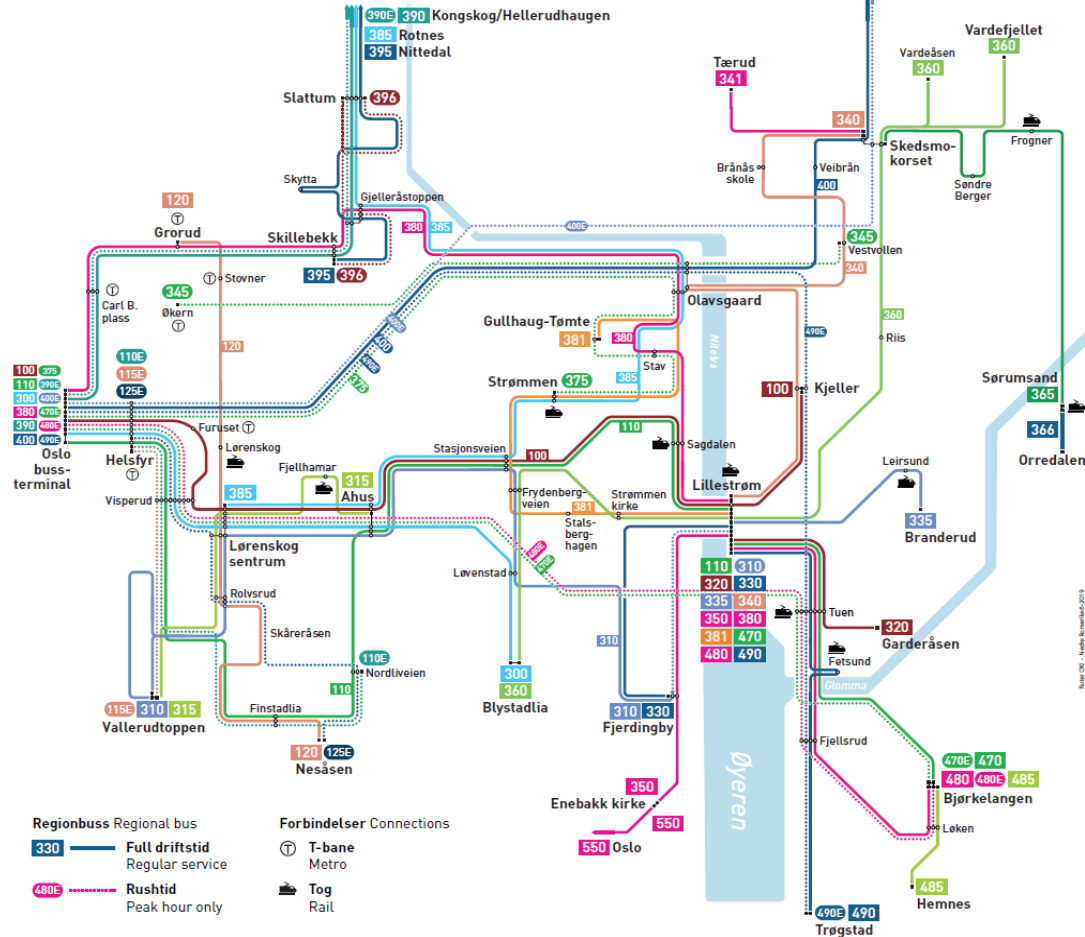 390E 390 Kongskog/Hellerudhaugen
385 Rotnes
395 Nittedal
Slattum
396
Skytta
Gjelleråstoppen
380
385
120
Grorud
Skillebekk
395 396
Stovner
Carl B.
plass
345
Økern
120
Tærud
341
Vardefjellet
360
Vardeåsen
360
340
Skedsmo-
korset
Frogner
Søndre
Berger
Brånås
skole
Veibrån
400
400E
345
Vestvollen
340
Olavsgaard
Gullhaug-Tømte
381
380
Stav
385
Nitelva
490E
360
Riis
400E
400
490E
375
Strømmen 375
100
Kjeller
Sørumsand
365
366
Orredalen
110E
115E
125E
100 375
110 390E
300 400E
380 470E
390 480E
400 490E
Oslo
buss-
terminal
Helsfyr
Furuset
Lørenskog
Visperud
Fjellhamar
315
Ahus
385
Lørenskog
sentrum
Stasjonsveien
100
110
Sagdalen
Lillestrøm
Frydenberg-
veien
Strømmen
kirke
381
Stals-
berg-
hagen
Leirsund
335
Branderud
480E
470E
Løvenstad
Rolvsrud
Skåreråsen
110E
Nordliveien
110
Finstadlia
115E 310 315
Vallerudtoppen
120 125E
Nesåsen
300
360
Blystadlia
310
310 330
Fjerdingby
110 310
320 330
335 340
350 380
381 470
480 490
Tuen
320
Garderåsen
Fetsund
Glomma
Fjellsrud
470E 470
480 480E 485
Bjørkelangen
Løken
485
Hemnes
350
Enebakk kirke
550
550 Oslo
Øyeren
490E 490
Trøgstad
Regionbuss Regional bus
330 Full driftstid
Regular service
480E Rushtid
Peak hour only
Forbindelser Connections
T T-bane
Metro
Tog
Rail